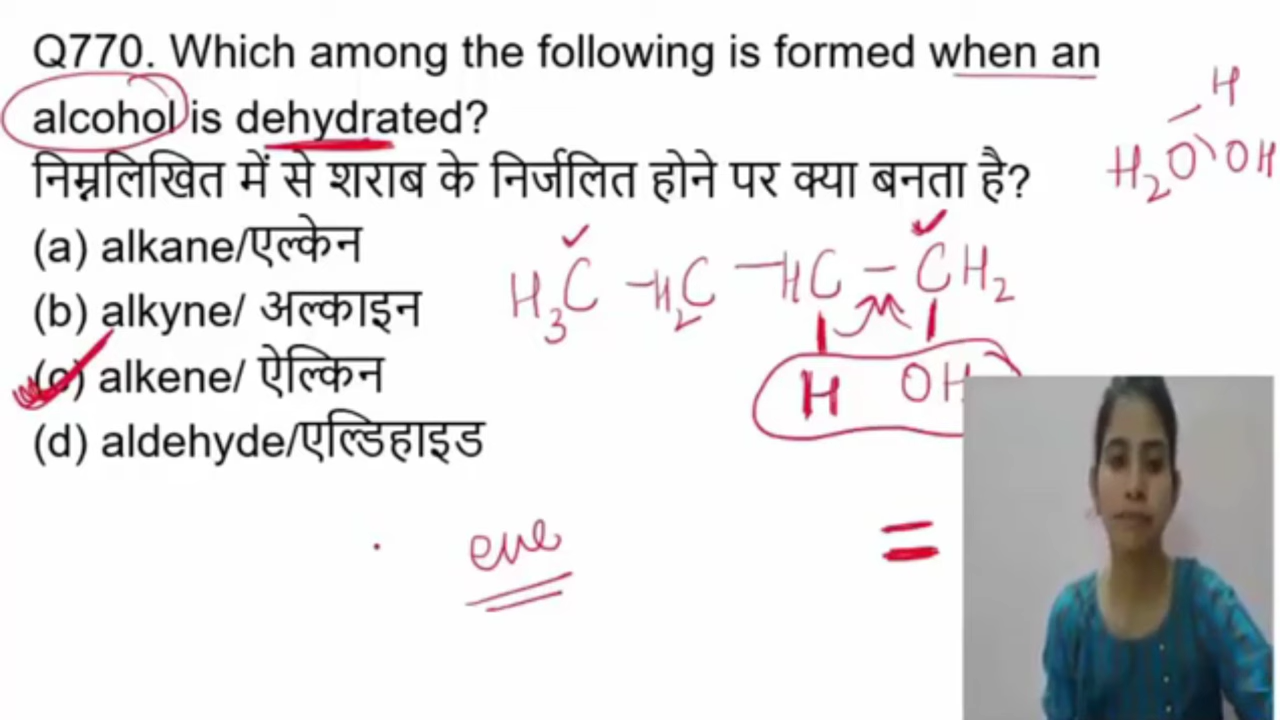 Q770. Which among the following is formed when an
alcohol is dehydrated?
निम्नलिखित में से शराब के निर्जलित होने पर क्या बनता है?
(a) alkane/एल्केन
(b) alkyne/ अल्काइन
(c) alkene/ ऐल्किन
(d) aldehyde/एल्डिहाइड
H
H₂O OH
H₃C - H₂C - HC - CH₂
H OH
ene
=